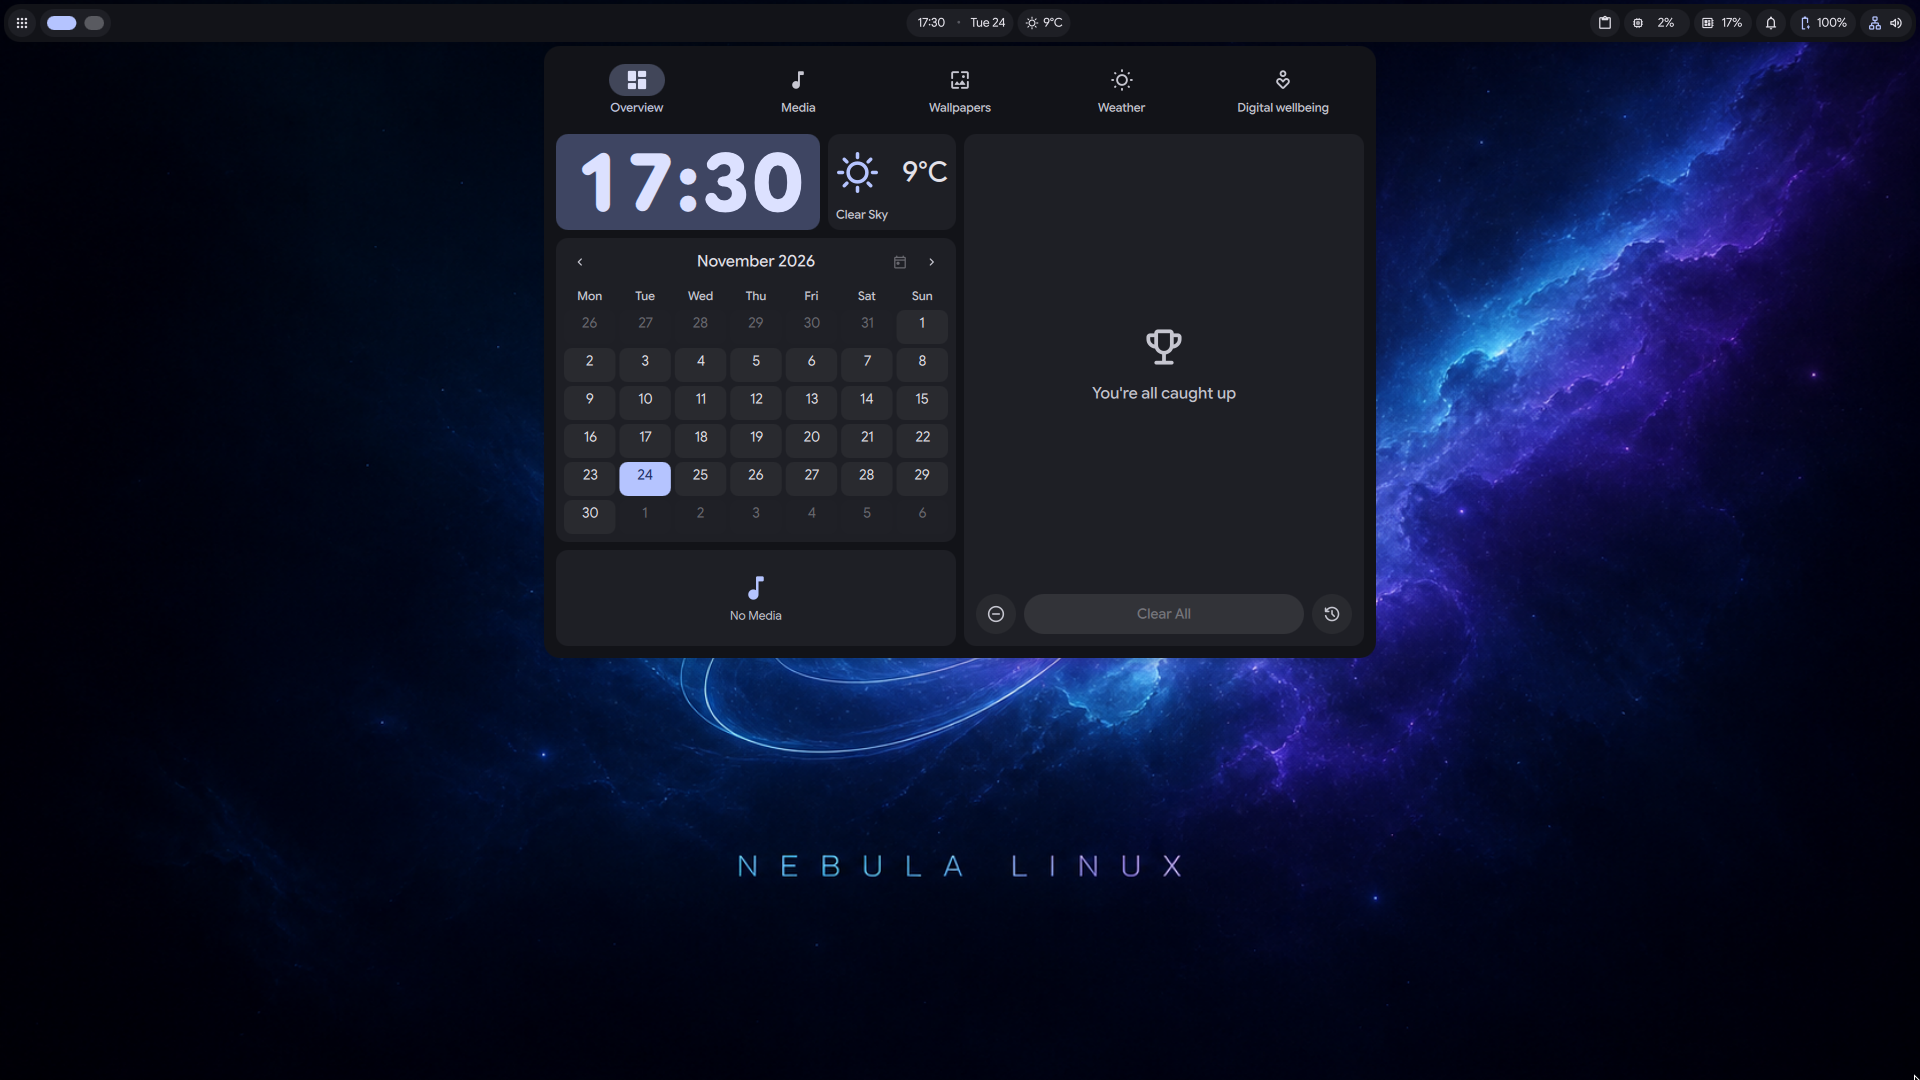 17:30 • Tue 24 9°C 2% 17% 100%
Overview Media Wallpapers Weather Digital wellbeing
17:30
9°C
Clear Sky
November 2026
Mon Tue Wed Thu Fri Sat Sun
26 27 28 29 30 31 1
2 3 4 5 6 7 8
9 10 11 12 13 14 15
16 17 18 19 20 21 22
23 24 25 26 27 28 29
30 1 2 3 4 5 6
No Media
You're all caught up
Clear All
NEBULA LINUX